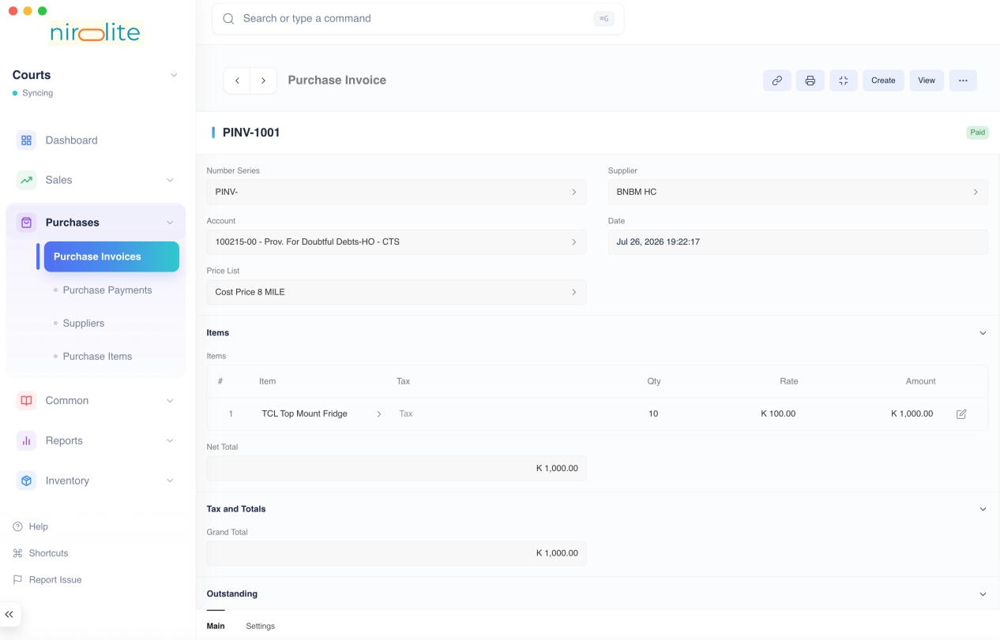 nirolite
Search or type a command
⌘G
Courts
Syncing
Purchase Invoice
Create
View
PINV-1001
Paid
Dashboard
Sales
Purchases
Purchase Invoices
Purchase Payments
Suppliers
Purchase Items
Common
Reports
Inventory
Help
Shortcuts
Report Issue
Number Series
Supplier
PINV-
BNBM HC
Account
Date
100215-00 - Prov. For Doubtful Debts-HO - CTS
Jul 26, 2026 19:22:17
Price List
Cost Price 8 MILE
Items
Items
# Item Tax Qty Rate Amount
1 TCL Top Mount Fridge Tax 10 K 100.00 K 1,000.00
Net Total
K 1,000.00
Tax and Totals
Grand Total
K 1,000.00
Outstanding
Main Settings